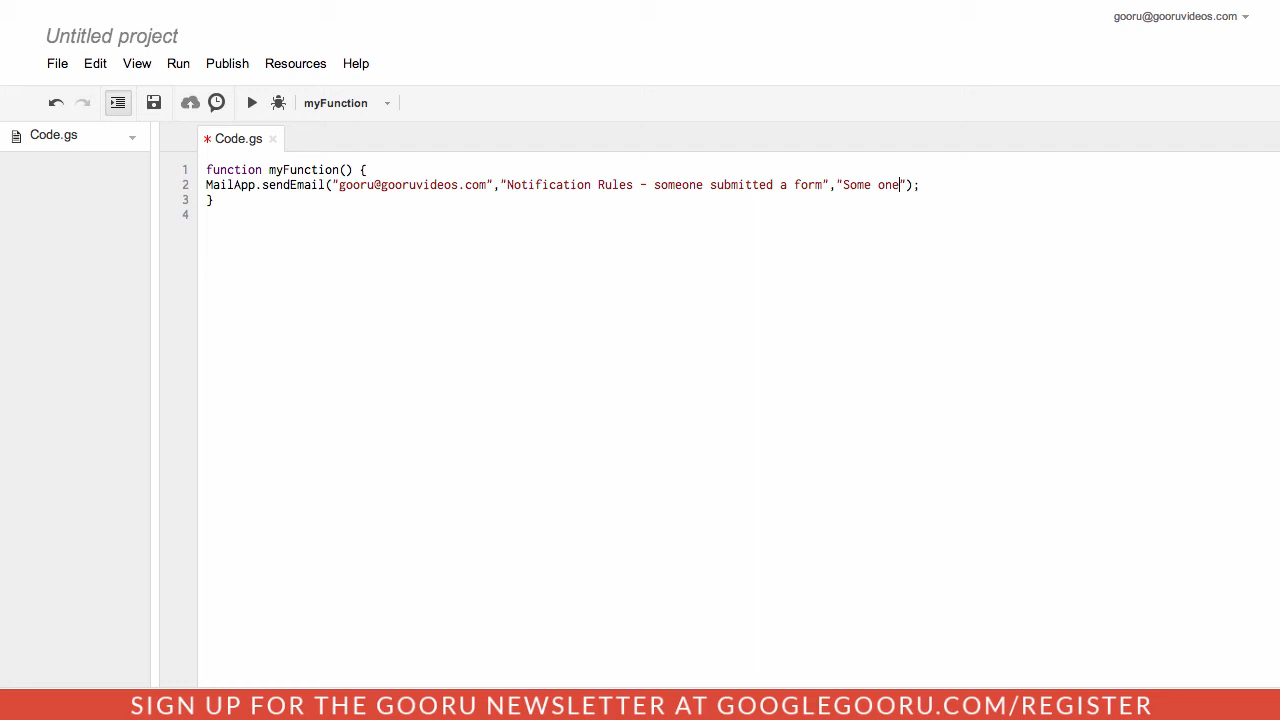 gooru@gooruvideos.com
Untitled project
File Edit View Run Publish Resources Help
myFunction
Code.gs
* Code.gs ×
1 function myFunction() {
2 MailApp.sendEmail("gooru@gooruvideos.com","Notification Rules - someone submitted a form","Some one");
3 }
4
SIGN UP FOR THE GOORU NEWSLETTER AT GOOGLEGOORU.COM/REGISTER